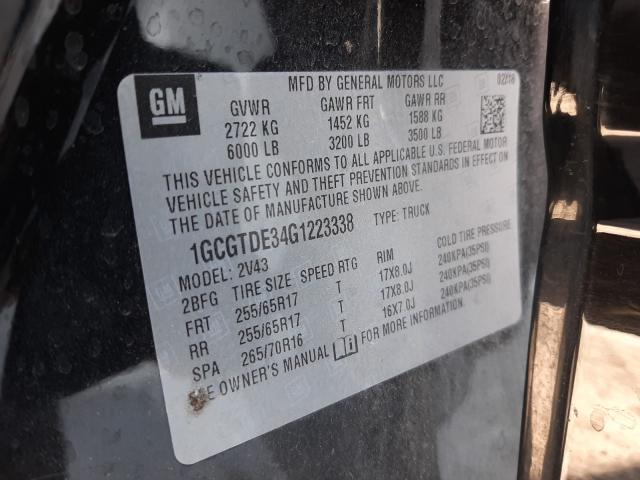 MFD BY GENERAL MOTORS LLC 02/16
GM
GVWR GAWR FRT GAWR RR
2722 KG 1452 KG 1588 KG
6000 LB 3200 LB 3500 LB
THIS VEHICLE CONFORMS TO ALL APPLICABLE U.S. FEDERAL MOTOR
VEHICLE SAFETY AND THEFT PREVENTION STANDARDS IN EFFECT ON
THE DATE OF MANUFACTURE SHOWN ABOVE.
1GCGTDE34G1223338 TYPE: TRUCK
MODEL: 2V43
2BFG TIRE SIZE SPEED RTG RIM COLD TIRE PRESSURE
FRT 255/65R17 T 17X8.0J 240KPA(35PSI)
RR 255/65R17 T 17X8.0J 240KPA(35PSI)
SPA 265/70R16 T 16X7.0J 240KPA(35PSI)
SEE OWNER'S MANUAL i FOR MORE INFORMATION.